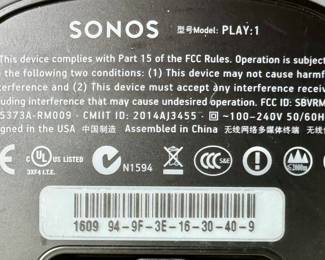 SONOS 型号Model: PLAY:1
This device complies with Part 15 of the FCC Rules. Operation is subject
the following two conditions: (1) This device may not cause harmf
terference and (2) This device must accept any interference re
luding interference that may cause undesired operation. FCC ID: SBVRM
5373A-RM009 · CMIIT ID: 2014AJ3455 · ~100-240V 50/60H
signed in the USA 中国制造 Assembled in China 无线网络多媒体终端 无线
C UL US LISTED N1594 CCC S&E ≤2000m
3XF4 I.T.E.
1609 94-9F-3E-16-30-40-9